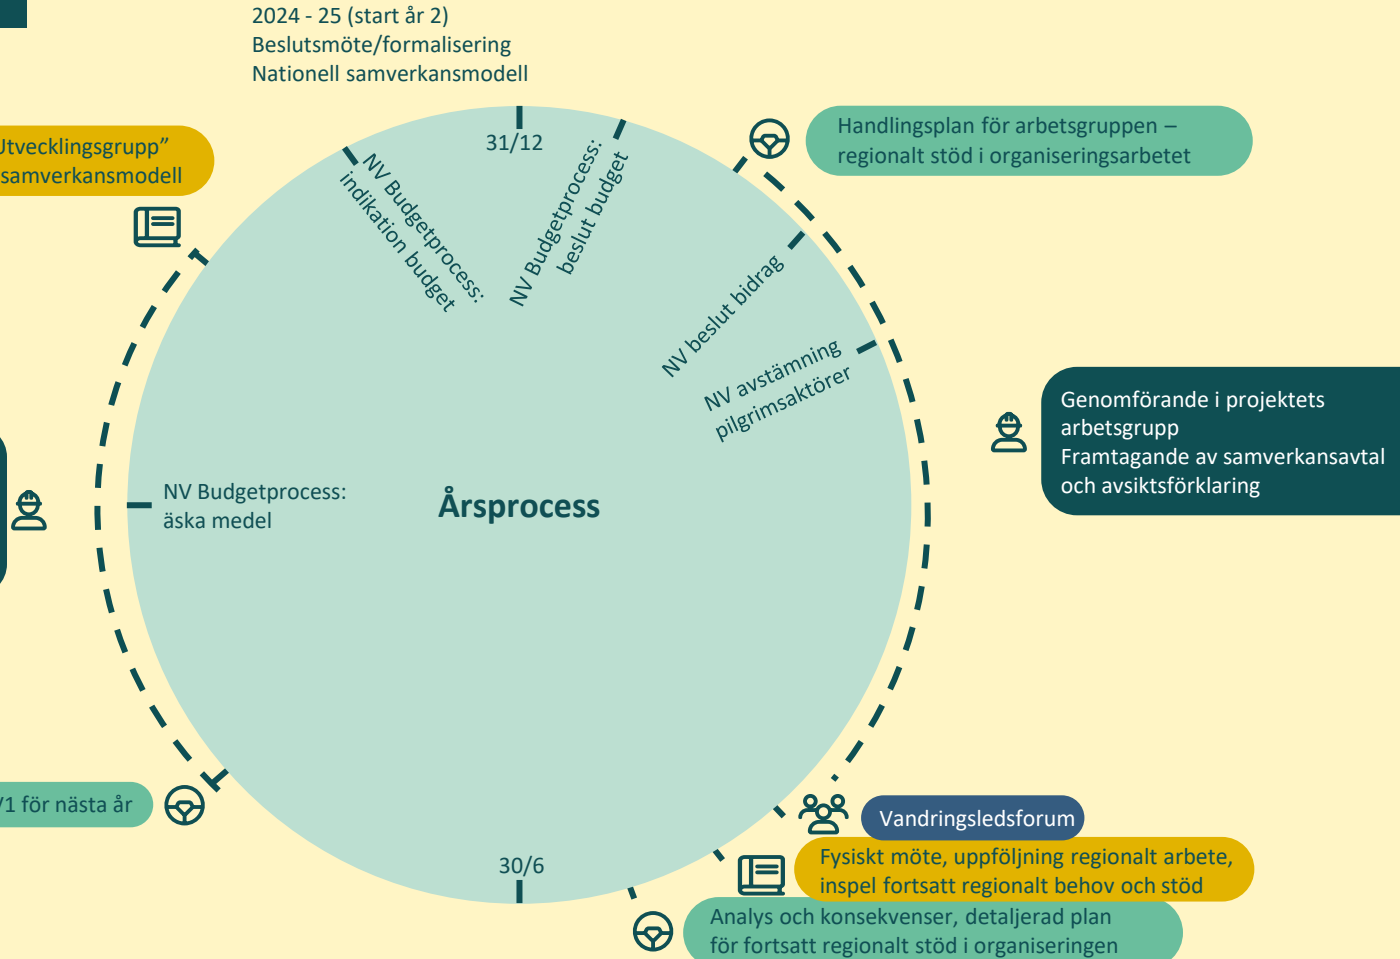 2024 - 25 (start år 2)
Beslutsmöte/formalisering
Nationell samverkansmodell
31/12
Utvecklingsgrupp”
samverkansmodell
NV Budgetprocess:
indikation budget
NV Budgetprocess:
beslut budget
Handlingsplan för arbetsgruppen –
regionalt stöd i organiseringsarbetet
NV beslut bidrag
NV avstämning
pilgrimsaktörer
Genomförande i projektets
arbetsgrupp
Framtagande av samverkansavtal
och avsiktsförklaring
NV Budgetprocess:
äska medel
Årsprocess
/1 för nästa år
30/6
Vandringsledsforum
Fysiskt möte, uppföljning regionalt arbete,
inspel fortsatt regionalt behov och stöd
Analys och konsekvenser, detaljerad plan
för fortsatt regionalt stöd i organiseringen